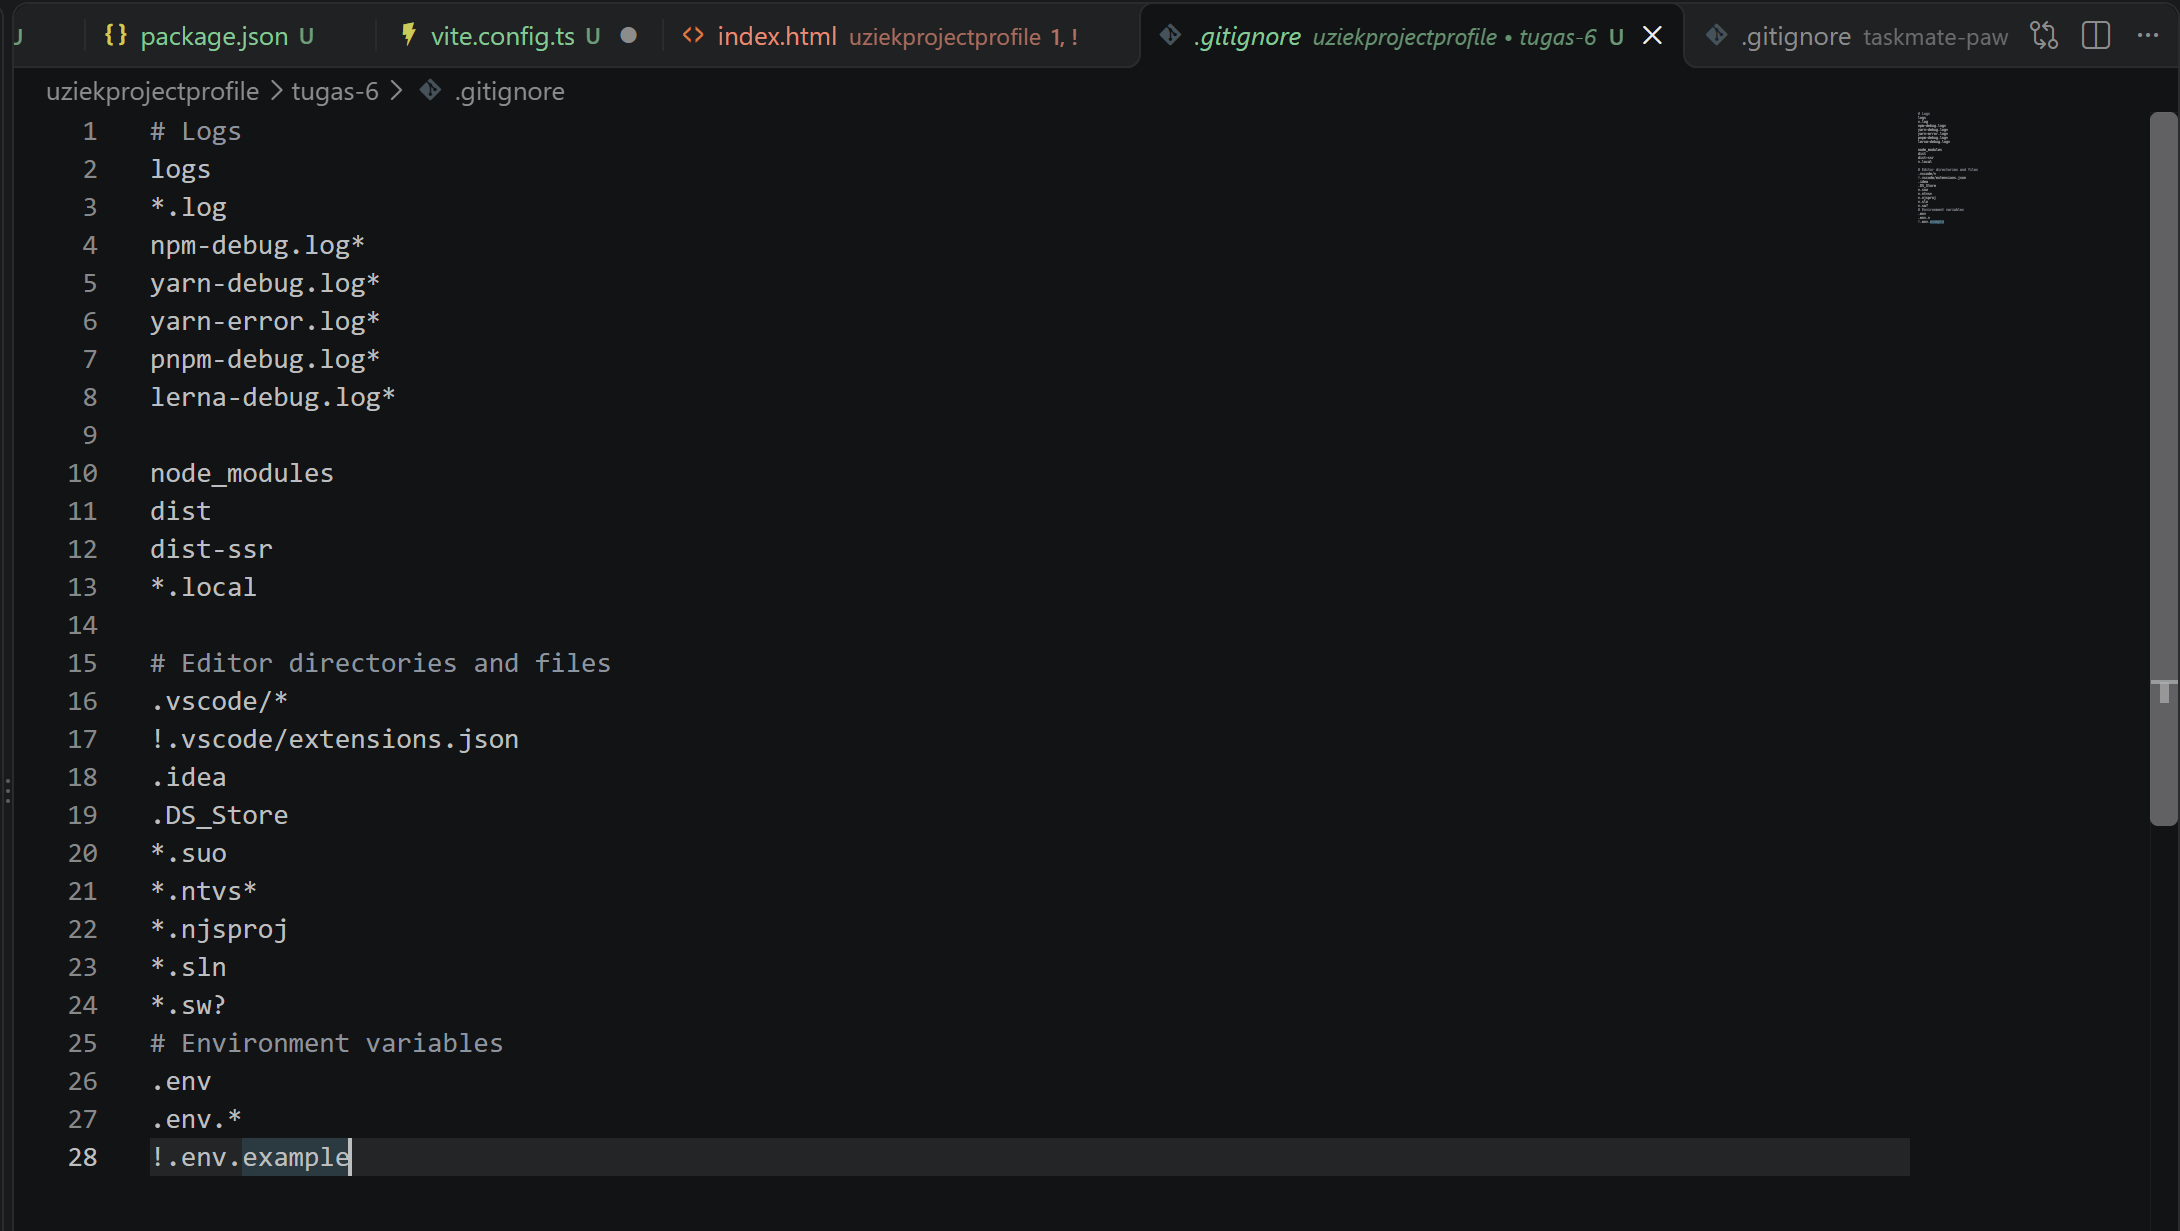 U {} package.json U vite.config.ts U index.html uziekprojectprofile 1, ! .gitignore uziekprojectprofile • tugas-6 U .gitignore taskmate-paw ...
uziekprojectprofile > tugas-6 > .gitignore
1 # Logs
2 logs
3 *.log
4 npm-debug.log*
5 yarn-debug.log*
6 yarn-error.log*
7 pnpm-debug.log*
8 lerna-debug.log*
9
10 node_modules
11 dist
12 dist-ssr
13 *.local
14
15 # Editor directories and files
16 .vscode/*
17 !.vscode/extensions.json
18 .idea
19 .DS_Store
20 *.suo
21 *.ntvs*
22 *.njsproj
23 *.sln
24 *.sw?
25 # Environment variables
26 .env
27 .env.*
28 !.env.example